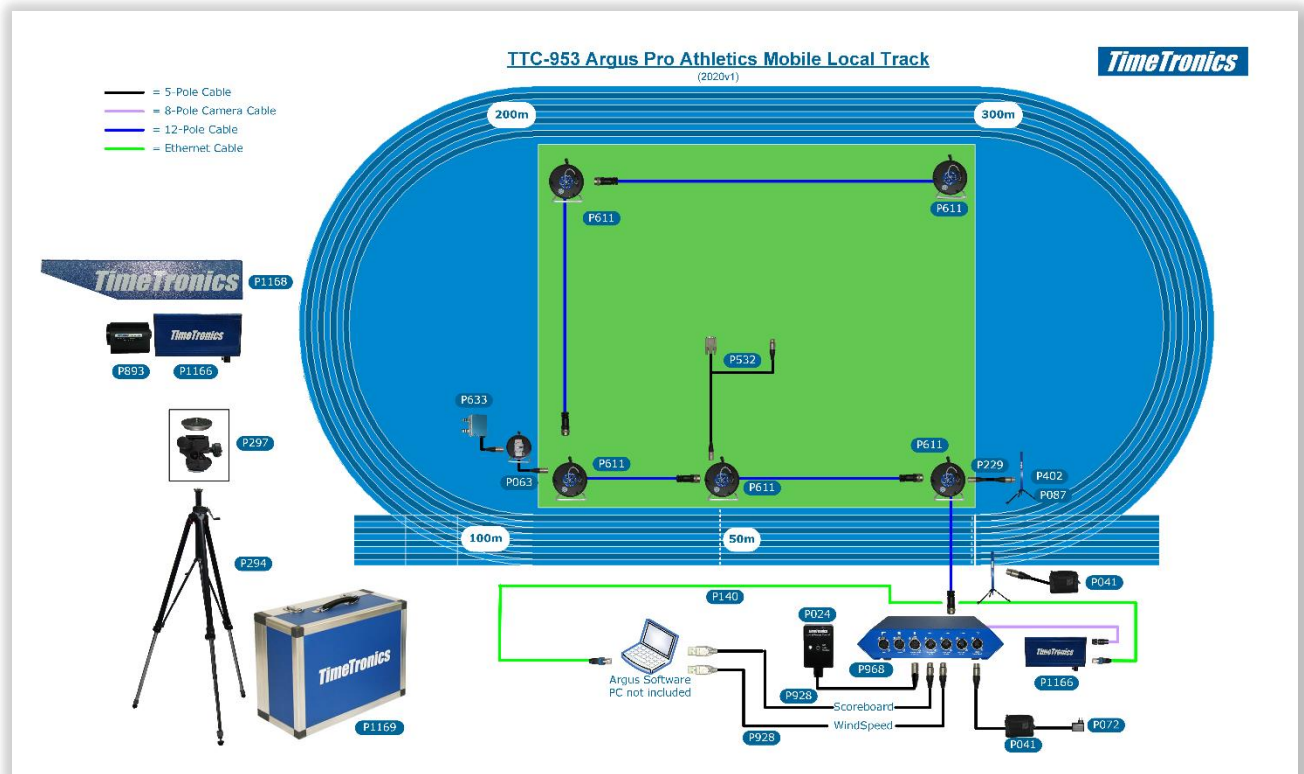 TTC-953 Argus Pro Athletics Mobile Local Track
(2020v1)
TimeTronics
= 5-Pole Cable
= 8-Pole Camera Cable
= 12-Pole Cable
= Ethernet Cable
200m
300m
P611
P611
TimeTronics
P1168
TimeTronics
P893
P1166
P532
P633
P297
P063
P611
P611
P611
P229
P402
P087
100m
50m
P294
P041
P140
P024
TimeTronics
P968
TimeTronics
P1166
Argus Software
PC not included
P928
Scoreboard
WindSpeed
P928
P041
P072
TimeTronics
P1169